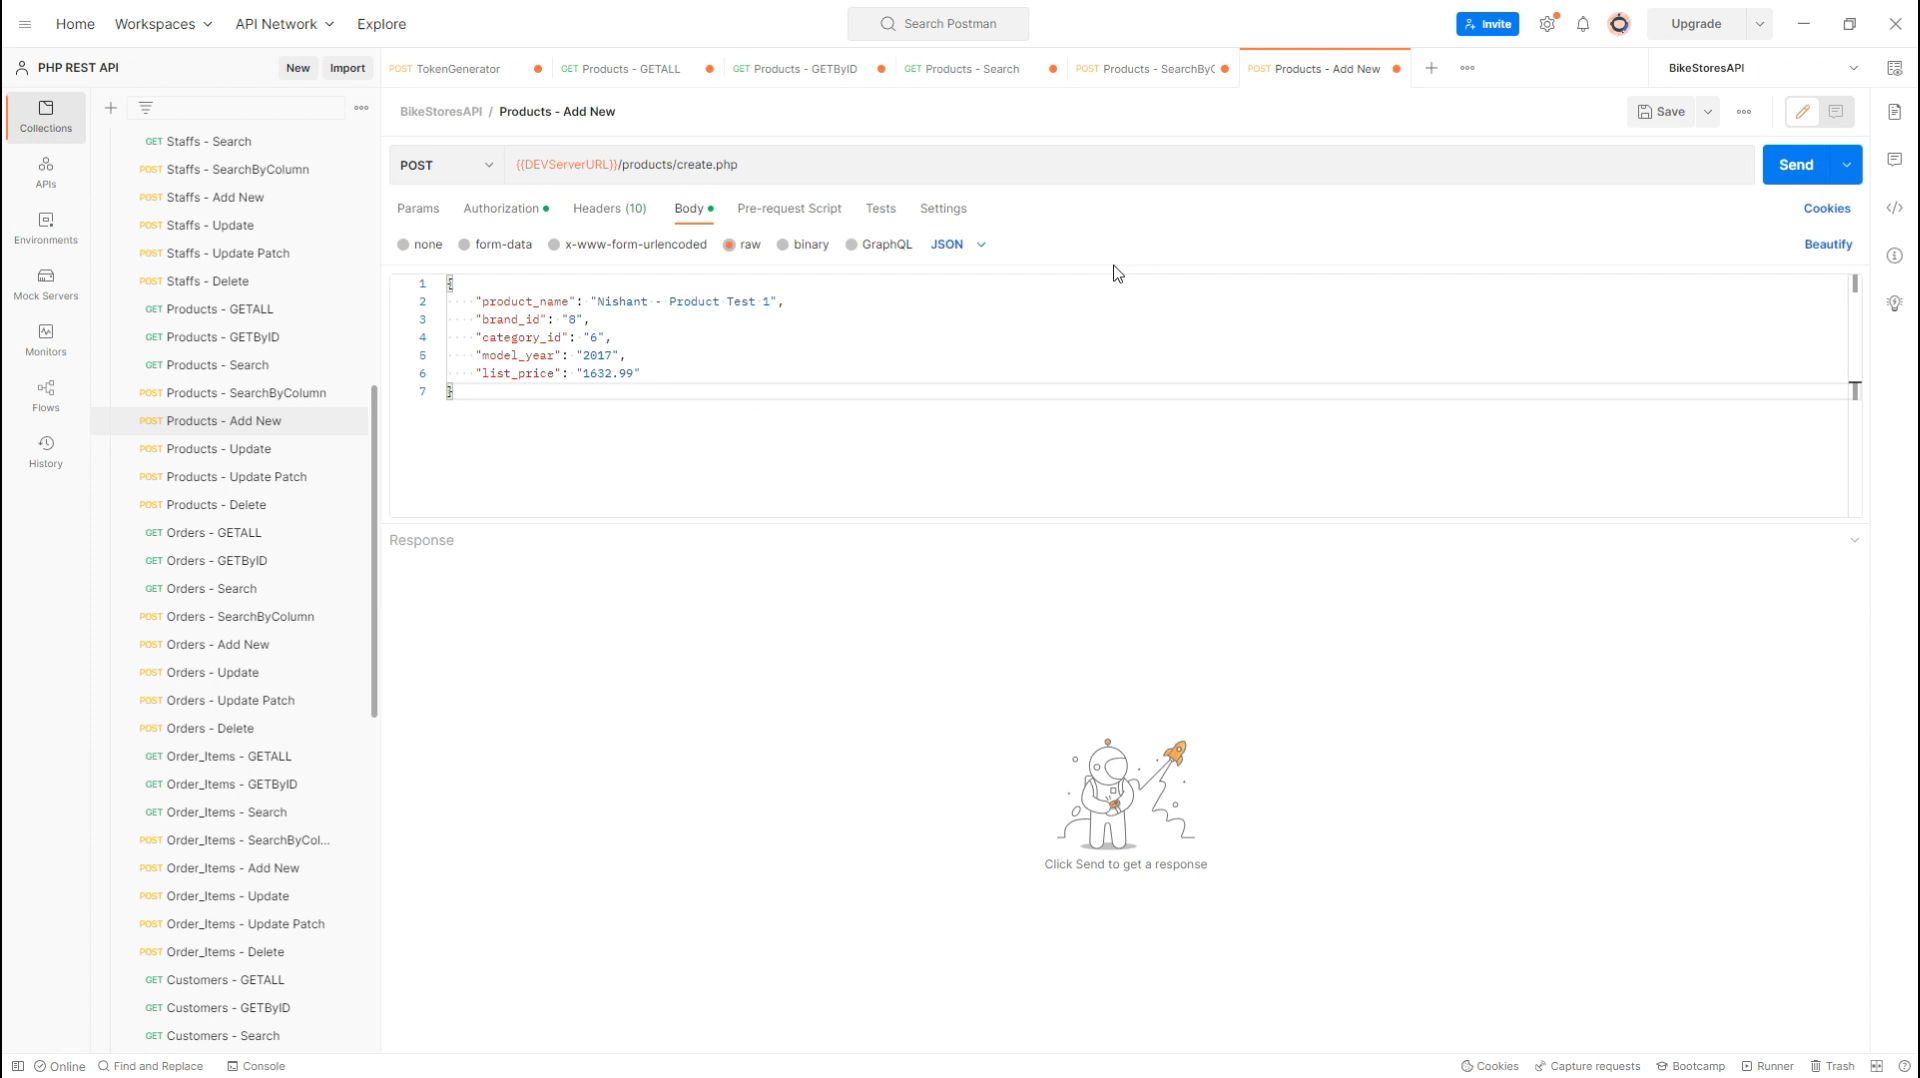 Home Workspaces API Network Explore Search Postman Invite Upgrade
PHP REST API New Import
POST TokenGenerator GET Products - GETALL GET Products - GETByID GET Products - Search POST Products - SearchByC POST Products - Add New BikeStoresAPI
BikeStoresAPI / Products - Add New Save
POST {{DEVServerURL}}/products/create.php Send
Params Authorization Headers (10) Body Pre-request Script Tests Settings Cookies
none form-data x-www-form-urlencoded raw binary GraphQL JSON Beautify
1 {
2 "product_name": "Nishant - Product Test 1",
3 "brand_id": "8",
4 "category_id": "6",
5 "model_year": "2017",
6 "list_price": "1632.99"
7 }
Response
Click Send to get a response
Collections
APIs
Environments
Mock Servers
Monitors
Flows
History
GET Staffs - Search
POST Staffs - SearchByColumn
POST Staffs - Add New
POST Staffs - Update
POST Staffs - Update Patch
POST Staffs - Delete
GET Products - GETALL
GET Products - GETByID
GET Products - Search
POST Products - SearchByColumn
POST Products - Add New
POST Products - Update
POST Products - Update Patch
POST Products - Delete
GET Orders - GETALL
GET Orders - GETByID
GET Orders - Search
POST Orders - SearchByColumn
POST Orders - Add New
POST Orders - Update
POST Orders - Update Patch
POST Orders - Delete
GET Order_Items - GETALL
GET Order_Items - GETByID
GET Order_Items - Search
POST Order_Items - SearchByCol...
POST Order_Items - Add New
POST Order_Items - Update
POST Order_Items - Update Patch
POST Order_Items - Delete
GET Customers - GETALL
GET Customers - GETByID
GET Customers - Search
Online Find and Replace Console Cookies Capture requests Bootcamp Runner Trash